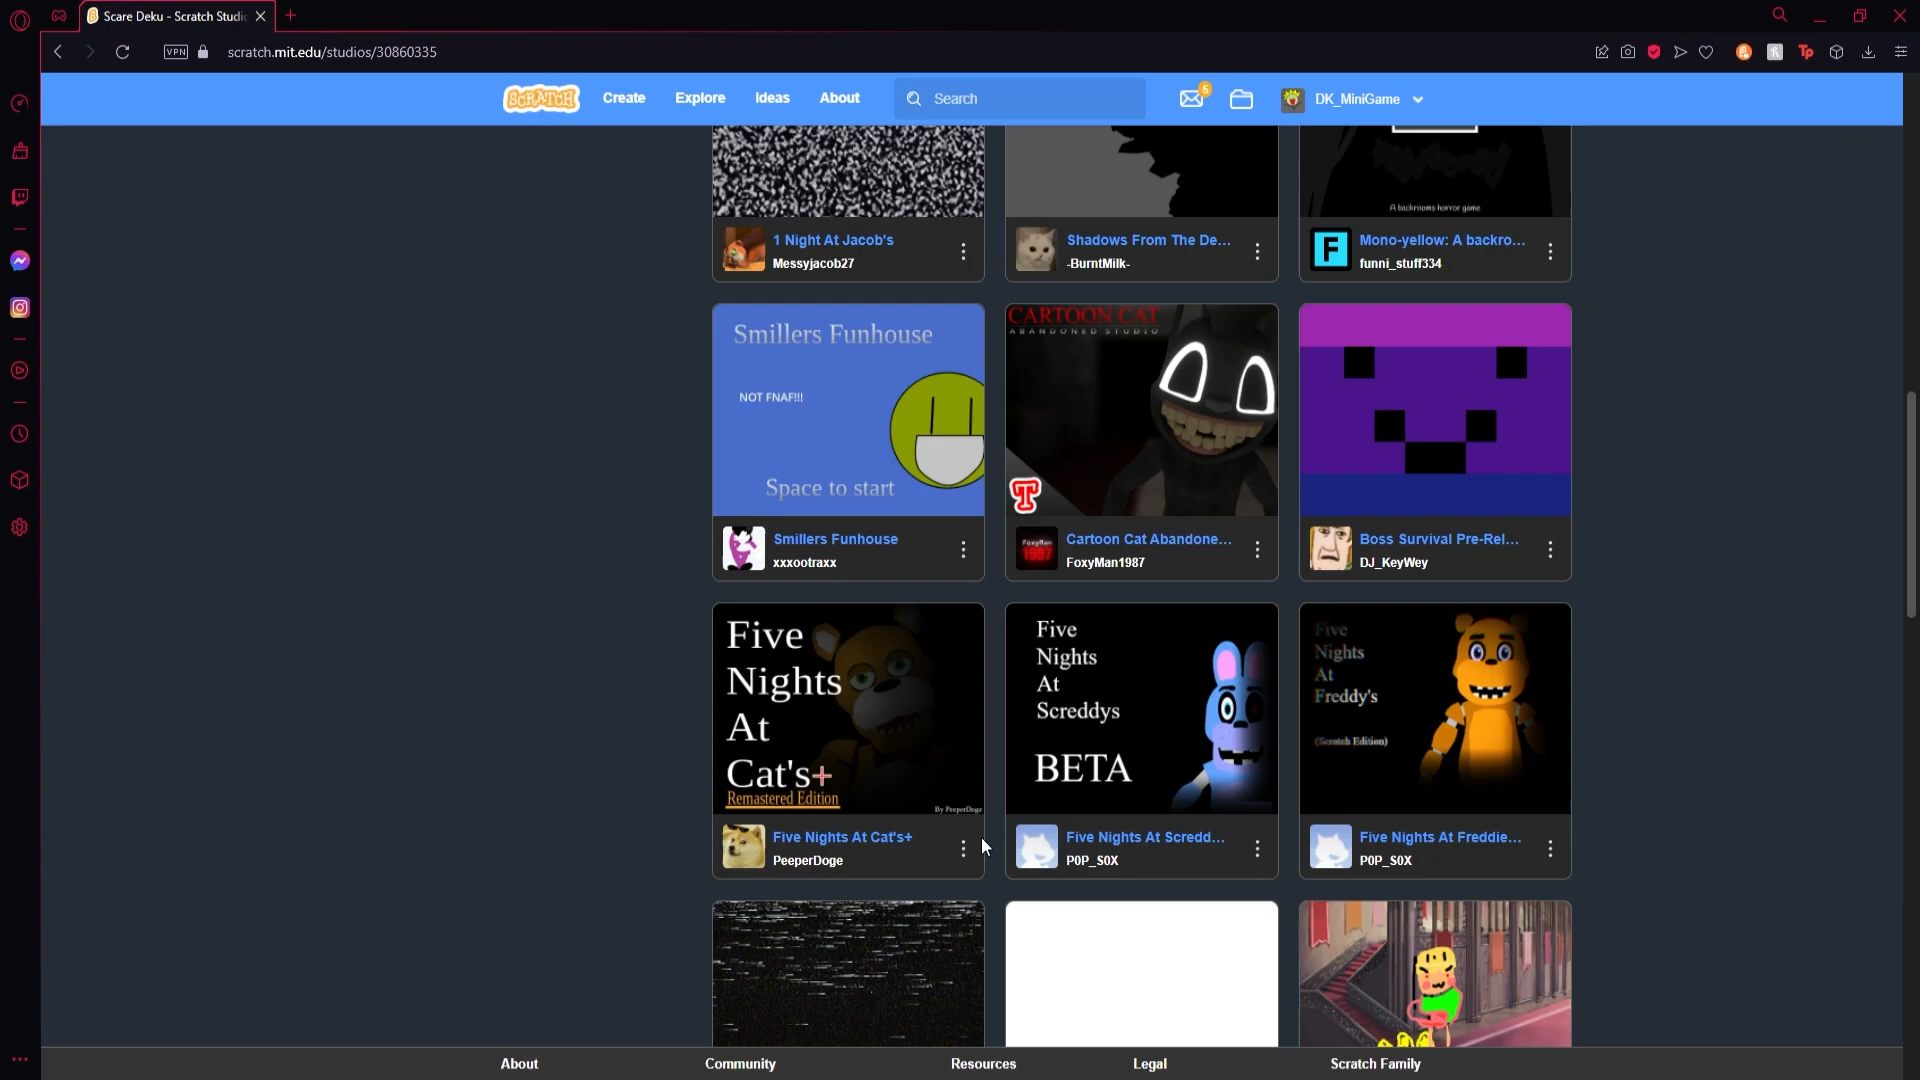 Scare Deku - Scratch Studio
VPN
scratch.mit.edu/studios/30860335
SCRATCH
Create
Explore
Ideas
About
Search
5
DK_MiniGame
A backrooms horror game
1 Night At Jacob's
Messyjacob27
Shadows From The De...
-BurntMilk-
F
Mono-yellow: A backro...
funni_stuff334
Smillers Funhouse
NOT FNAF!!!
Space to start
CARTOON CAT
ABANDONED STUDIO
T
Smillers Funhouse
xxxootraxx
FoxyMan
1987
Cartoon Cat Abandone...
FoxyMan1987
Boss Survival Pre-Rel...
DJ_KeyWey
Five
Nights
At
Cat's+
Remastered Edition
By PeeperDoge
Five
Nights
At
Screddys
BETA
Five
Nights
At
Freddy's
(Scratch Edition)
Five Nights At Cat's+
PeeperDoge
Five Nights At Scredd...
P0P_S0X
Five Nights At Freddie...
P0P_S0X
About
Community
Resources
Legal
Scratch Family